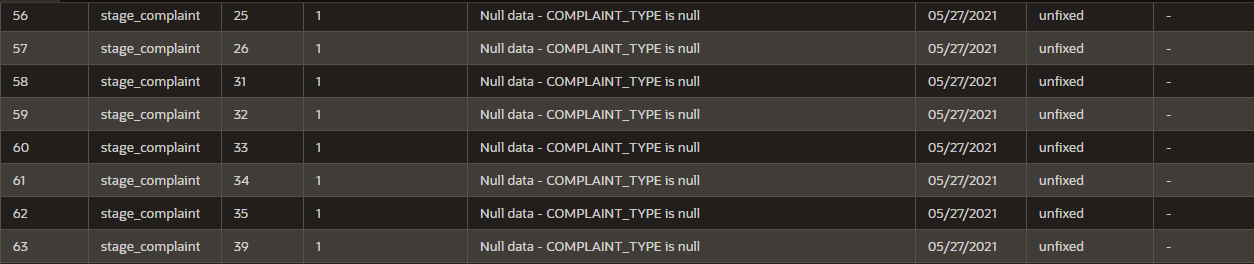 56 stage_complaint 25 1 Null data - COMPLAINT_TYPE is null 05/27/2021 unfixed -
57 stage_complaint 26 1 Null data - COMPLAINT_TYPE is null 05/27/2021 unfixed -
58 stage_complaint 31 1 Null data - COMPLAINT_TYPE is null 05/27/2021 unfixed -
59 stage_complaint 32 1 Null data - COMPLAINT_TYPE is null 05/27/2021 unfixed -
60 stage_complaint 33 1 Null data - COMPLAINT_TYPE is null 05/27/2021 unfixed -
61 stage_complaint 34 1 Null data - COMPLAINT_TYPE is null 05/27/2021 unfixed -
62 stage_complaint 35 1 Null data - COMPLAINT_TYPE is null 05/27/2021 unfixed -
63 stage_complaint 39 1 Null data - COMPLAINT_TYPE is null 05/27/2021 unfixed -